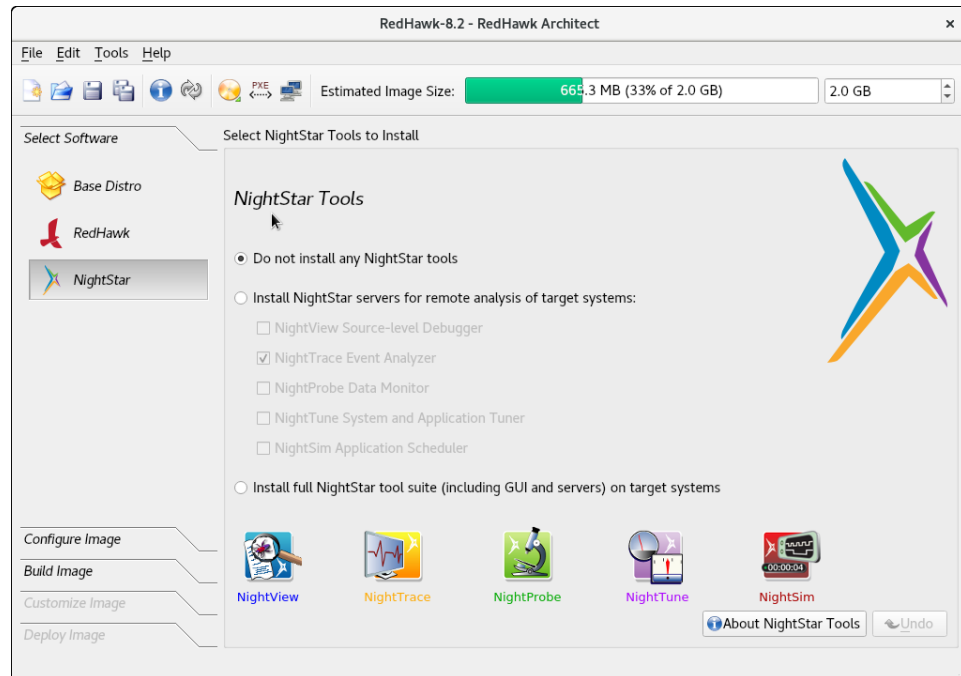 RedHawk-8.2 - RedHawk Architect
File Edit Tools Help
PXE Estimated Image Size: 665.3 MB (33% of 2.0 GB) 2.0 GB
Select Software
Select NightStar Tools to Install
Base Distro
RedHawk
NightStar
NightStar Tools
Do not install any NightStar tools
Install NightStar servers for remote analysis of target systems:
NightView Source-level Debugger
NightTrace Event Analyzer
NightProbe Data Monitor
NightTune System and Application Tuner
NightSim Application Scheduler
Install full NightStar tool suite (including GUI and servers) on target systems
00:00:04
NightView NightTrace NightProbe NightTune NightSim
Configure Image
Build Image
Customize Image
Deploy Image
About NightStar Tools Undo